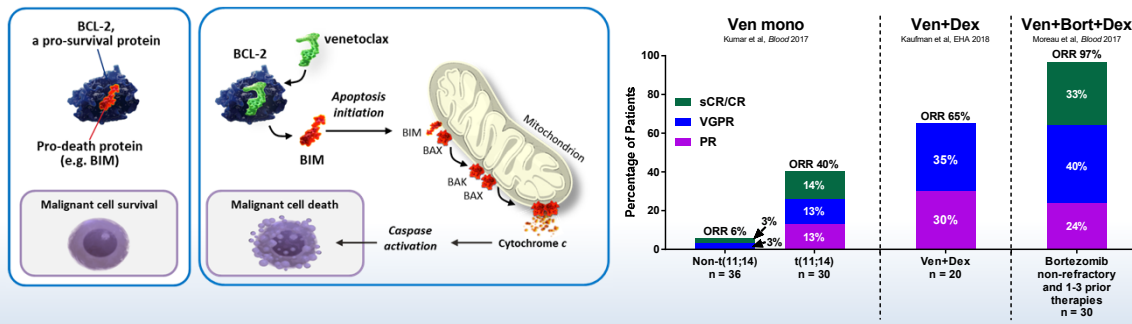 BCL-2,
a pro-survival protein
Pro-death protein
(e.g. BIM)
Malignant cell survival
BCL-2
venetoclax
Apoptosis
initiation
BIM
Mitochondrion
BIM
BAX
BAK
BAX
Cytochrome c
Caspase
activation
Malignant cell death
Ven mono
Kumar et al, Blood 2017
Ven+Dex
Kaufman et al, EHA 2018
Ven+Bort+Dex
Moreau et al, Blood 2017
Percentage of Patients
100
80
60
40
20
0
sCR/CR
VGPR
PR
ORR 6%
3%
3%
ORR 40%
14%
13%
13%
ORR 65%
35%
30%
ORR 97%
33%
40%
24%
Non-t(11;14)
n = 36
t(11;14)
n = 30
Ven+Dex
n = 20
Bortezomib
non-refractory
and 1-3 prior
therapies
n = 30